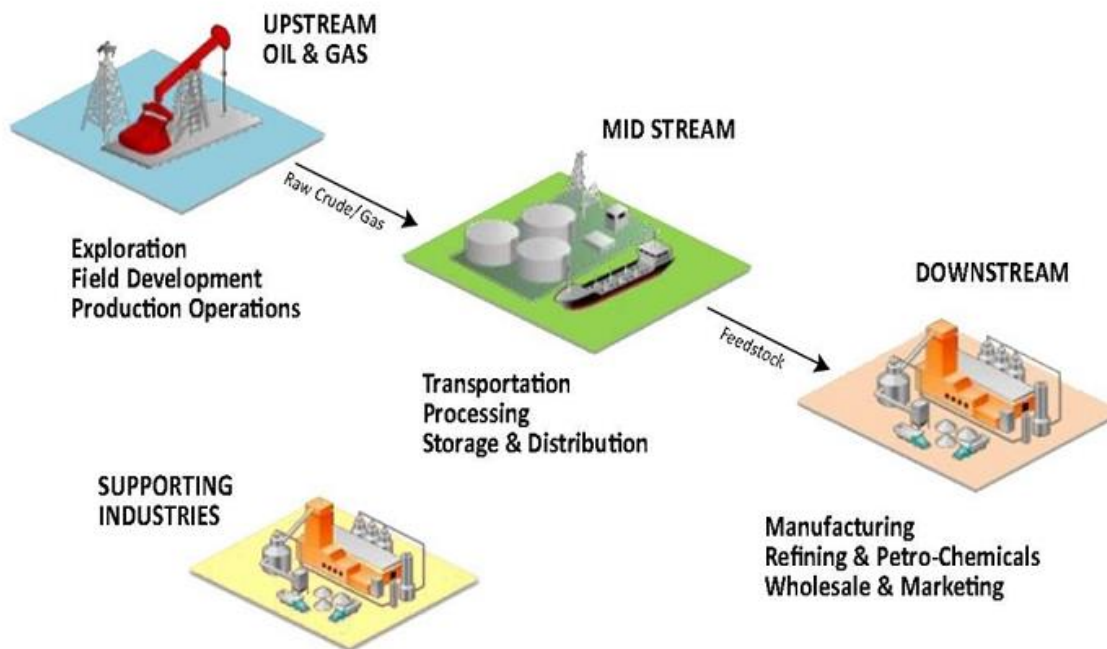 UPSTREAM
OIL & GAS
Raw Crude/Gas
Exploration
Field Development
Production Operations
MID STREAM
Feedstock
Transportation
Processing
Storage & Distribution
DOWNSTREAM
Manufacturing
Refining & Petro-Chemicals
Wholesale & Marketing
SUPPORTING
INDUSTRIES